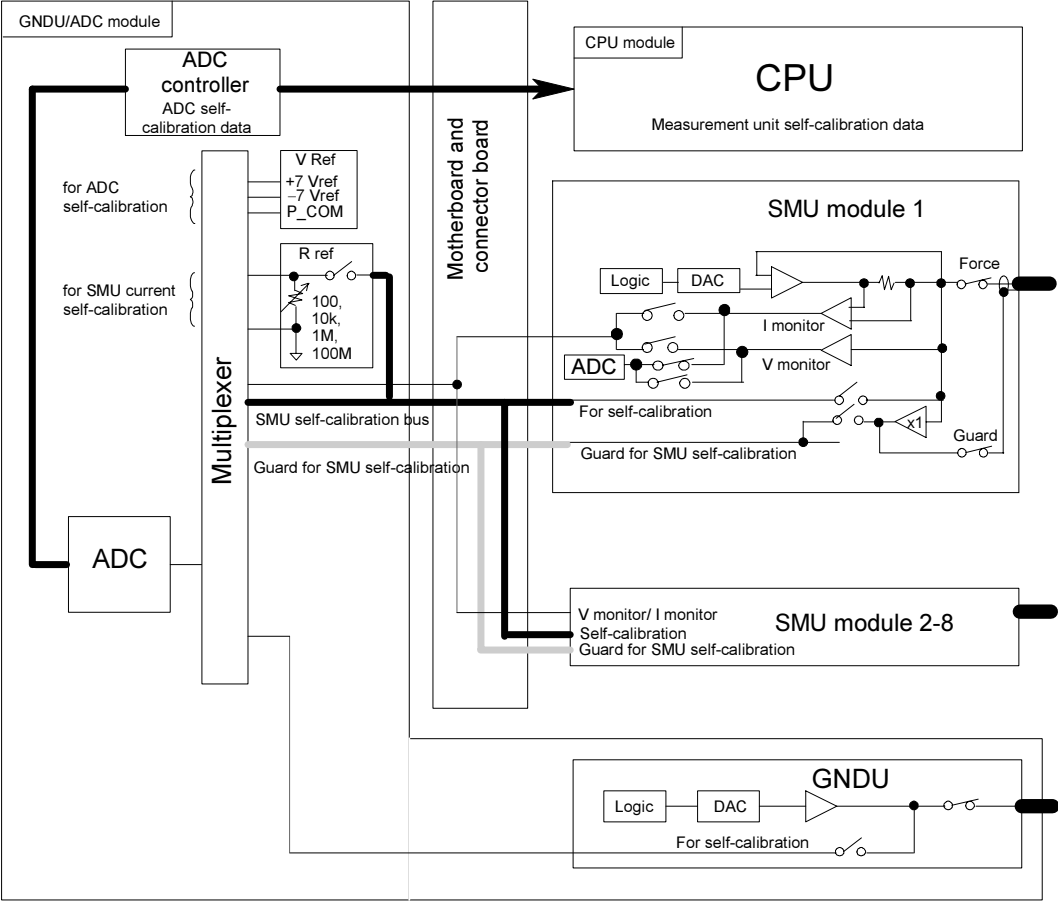 GNDU/ADC module
ADC
controller
ADC self-
calibration data
CPU module
CPU
Measurement unit self-calibration data
Motherboard and
connector board
for ADC
self-calibration
V Ref
+7 Vref
−7 Vref
P_COM
for SMU current
self-calibration
R ref
100,
10k,
1M,
100M
Multiplexer
SMU self-calibration bus
Guard for SMU self-calibration
ADC
SMU module 1
Logic
DAC
Force
I monitor
V monitor
ADC
For self-calibration
x1
Guard
Guard for SMU self-calibration
V monitor/ I monitor
Self-calibration
Guard for SMU self-calibration
SMU module 2-8
GNDU
Logic
DAC
For self-calibration